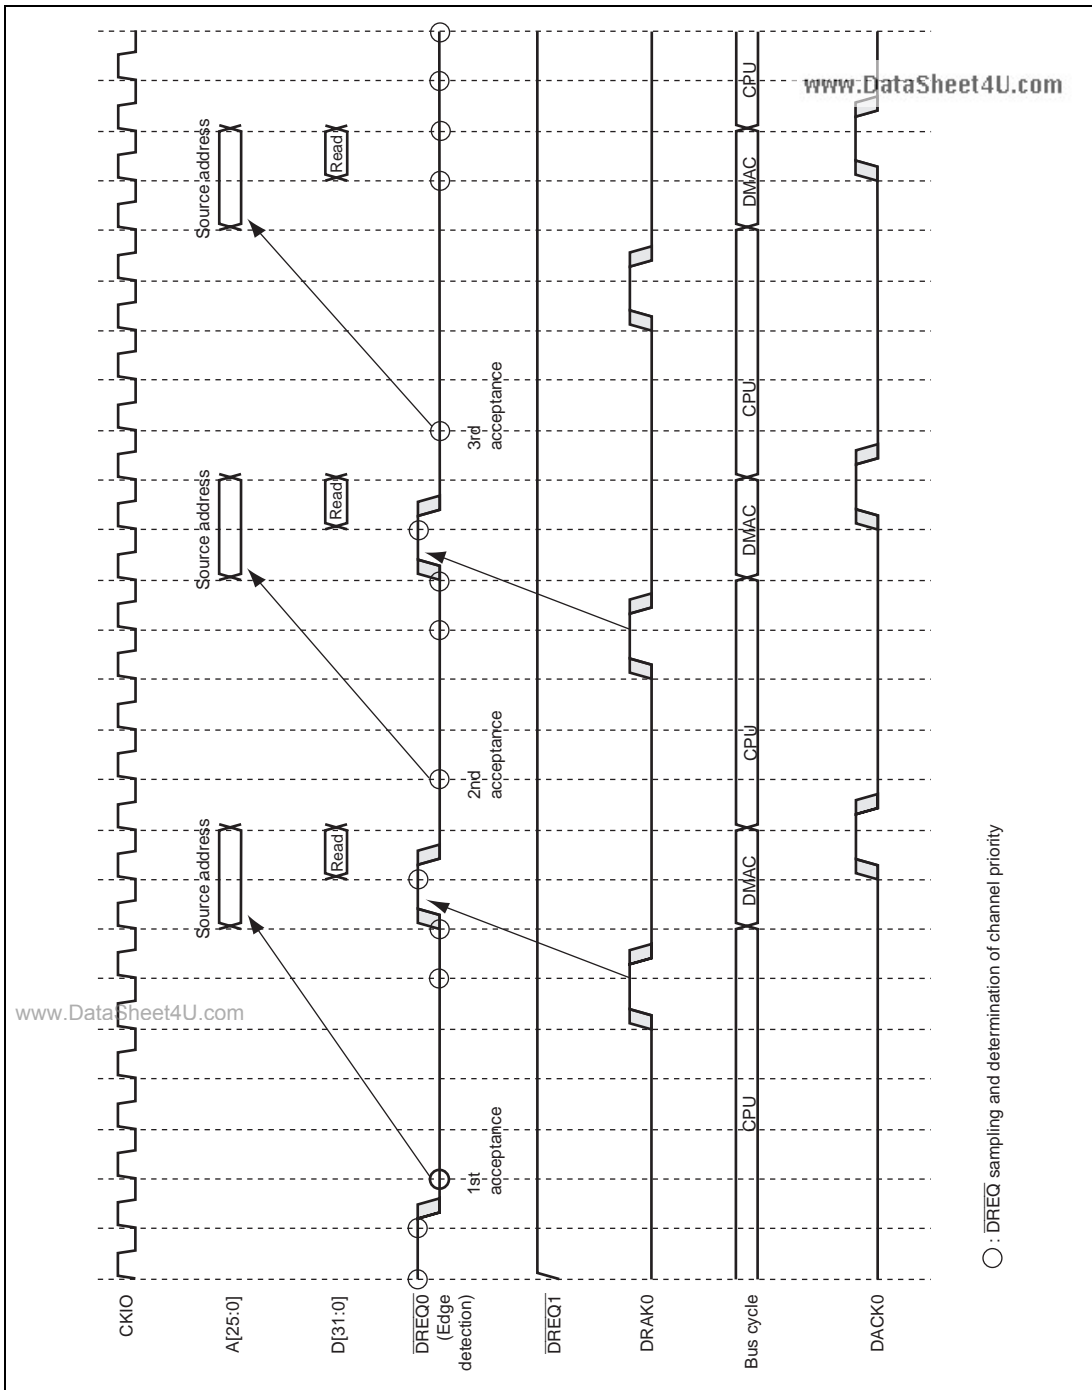 CKIO
A[25:0]
Source address
Source address
Source address
D[31:0]
Read
Read
Read
DREQ0
(Edge
detection)
1st
acceptance
2nd
acceptance
3rd
acceptance
DREQ1
DRAK0
Bus cycle
CPU
DMAC
CPU
DMAC
CPU
DMAC
CPU
DACK0
: DREQ sampling and determination of channel priority
www.DataSheet4U.com
www.DataSheet4U.com